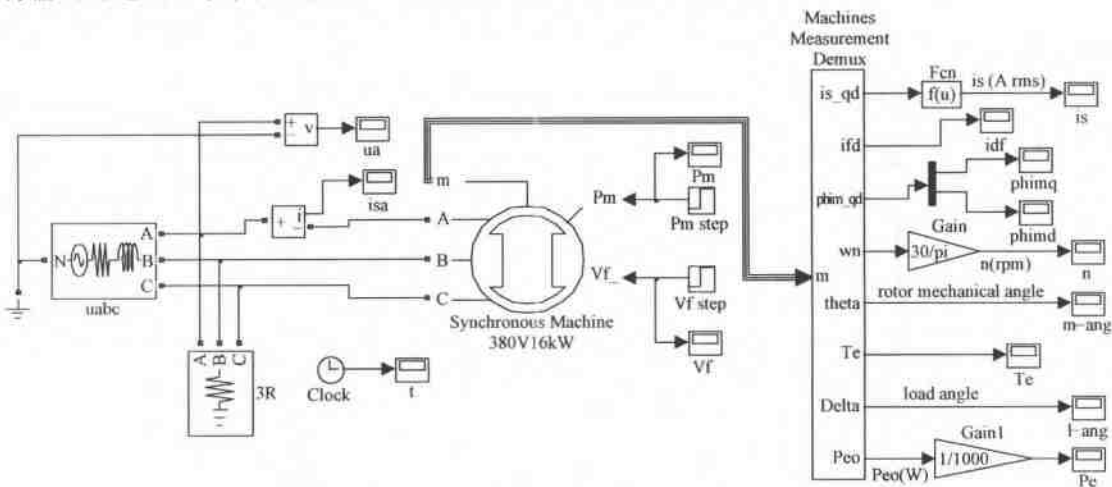 Machines
Measurement
Demux
is_qd
Fcn
f(u)
is (A rms)
is
ifd
idf
phim_qd
phimq
phimd
wn
Gain
30/pi
n(rpm)
n
m
theta
rotor mechanical angle
m-ang
Te
Te
Delta
load angle
l-ang
Peo
Peo(W)
Gain1
1/1000
Pe
+
-
v
ua
isa
+
-
i
N
A
B
C
uabc
A
B
C
3R
Clock
t
m
A
B
C
Synchronous Machine
380V16kW
Pm
Pm
Pm step
Vf_
Vf step
Vf